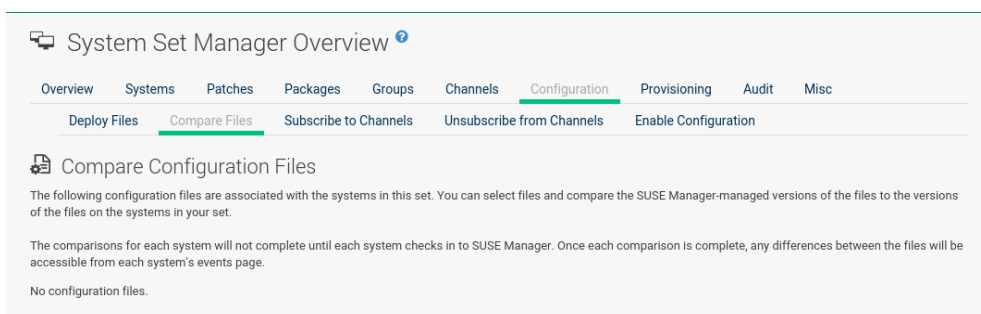 System Set Manager Overview ?
Overview Systems Patches Packages Groups Channels Configuration Provisioning Audit Misc
Deploy Files Compare Files Subscribe to Channels Unsubscribe from Channels Enable Configuration
Compare Configuration Files
The following configuration files are associated with the systems in this set. You can select files and compare the SUSE Manager-managed versions of the files to the versions
of the files on the systems in your set.
The comparisons for each system will not complete until each system checks in to SUSE Manager. Once each comparison is complete, any differences between the files will be
accessible from each system's events page.
No configuration files.